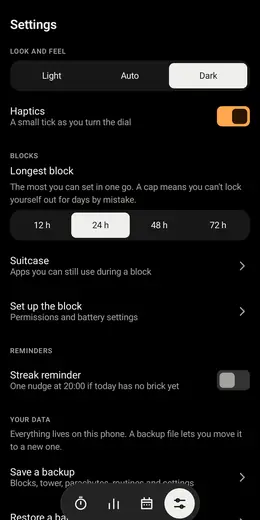 Settings
LOOK AND FEEL
Light Auto Dark
Haptics
A small tick as you turn the dial
BLOCKS
Longest block
The most you can set in one go. A cap means you can't lock
yourself out for days by mistake.
12 h 24 h 48 h 72 h
Suitcase
Apps you can still use during a block
Set up the block
Permissions and battery settings
REMINDERS
Streak reminder
One nudge at 20:00 if today has no brick yet
YOUR DATA
Everything lives on this phone. A backup file lets you move it
to a new one.
Save a backup
Blocks, tower, parachutes, routines and settings
Restore a